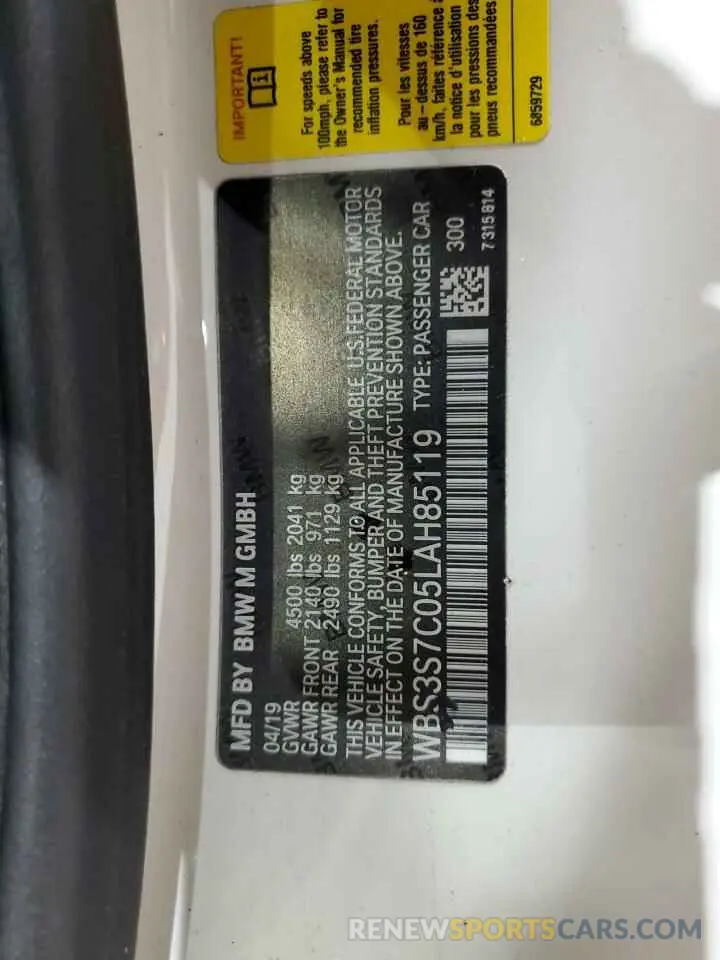 IMPORTANT!
For speeds above
100mph, please refer to
the Owner's Manual for
recommended tire
inflation pressures.
Pour les vitesses
au – dessus de 160
km/h, faites référence à
la notice d'utilisation
pour les pressions des
pneus recommandées
6859729
MFD BY BMW M GMBH
04/19
GVWR 4500 lbs 2041 kg
GAWR FRONT 2140 lbs 971 kg
GAWR REAR 2490 lbs 1129 kg
THIS VEHICLE CONFORMS TO ALL APPLICABLE U.S. FEDERAL MOTOR
VEHICLE SAFETY, BUMPER AND THEFT PREVENTION STANDARDS
IN EFFECT ON THE DATE OF MANUFACTURE SHOWN ABOVE.
WBS3S7C05LAH85119 TYPE: PASSENGER CAR
300
7 315 814
RENEWSPORTSCARS.COM